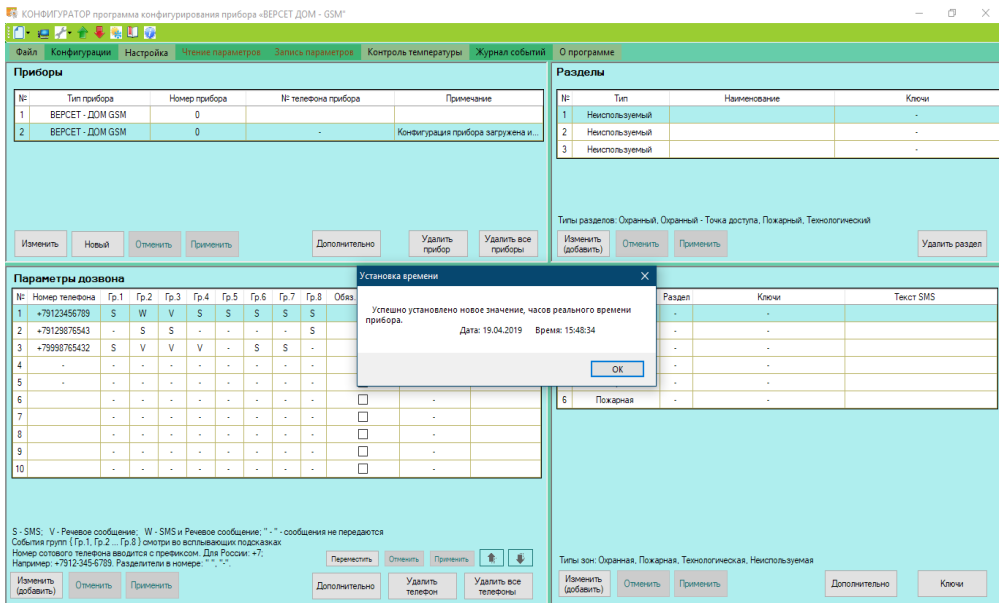 КОНФИГУРАТОР программа конфигурирования прибора «ВЕРСЕТ ДОМ - GSM"
Файл Конфигурации Настройка Чтение параметров Запись параметров Контроль температуры Журнал событий О программе
Приборы
№ Тип прибора Номер прибора № телефона прибора Примечание
1 ВЕРСЕТ - ДОМ GSM 0
2 ВЕРСЕТ - ДОМ GSM 0 - Конфигурация прибора загружена и...
Изменить Новый Отменить Применить Дополнительно Удалить прибор Удалить все приборы
Разделы
№ Тип Наименование Ключи
1 Неиспользуемый -
2 Неиспользуемый -
3 Неиспользуемый -
Типы разделов: Охранный, Охранный - Точка доступа, Пожарный, Технологический
Изменить (добавить) Отменить Применить Удалить раздел
Параметры дозвона
№ Номер телефона Гр.1 Гр.2 Гр.3 Гр.4 Гр.5 Гр.6 Гр.7 Гр.8 Обяз.
1 +79123456789 S W V S S S S S
2 +79129876543 - S S - - - - S
3 +79998765432 S V V V - S S -
4 - - - - - - - - -
5 - - - - - - - - -
6 - - - - - - - - -
7 - - - - - - - - -
8 - - - - - - - - -
9 - - - - - - - - -
10 - - - - - - - - -
S - SMS; V - Речевое сообщение; W - SMS и Речевое сообщение; " - " - сообщения не передаются
События групп { Гр.1, Гр.2 ... Гр.8 } смотри во всплывающих подсказках
Номер сотового телефона вводится с префиксом. Для России: +7;
Например: +7912-345-6789. Разделители в номере: " ", "-".
Переместить Отменить Применить
Изменить (добавить) Отменить Применить Дополнительно Удалить телефон Удалить все телефоны
Установка времени
Успешно установлено новое значение, часов реального времени
прибора.
Дата: 19.04.2019 Время: 15:48:34
OK
Раздел Ключи Текст SMS
- -
- -
- -
- -
- -
6 Пожарная - -
Типы зон: Охранная, Пожарная, Технологическая, Неиспользуемая
Изменить (добавить) Отменить Применить Дополнительно Ключи